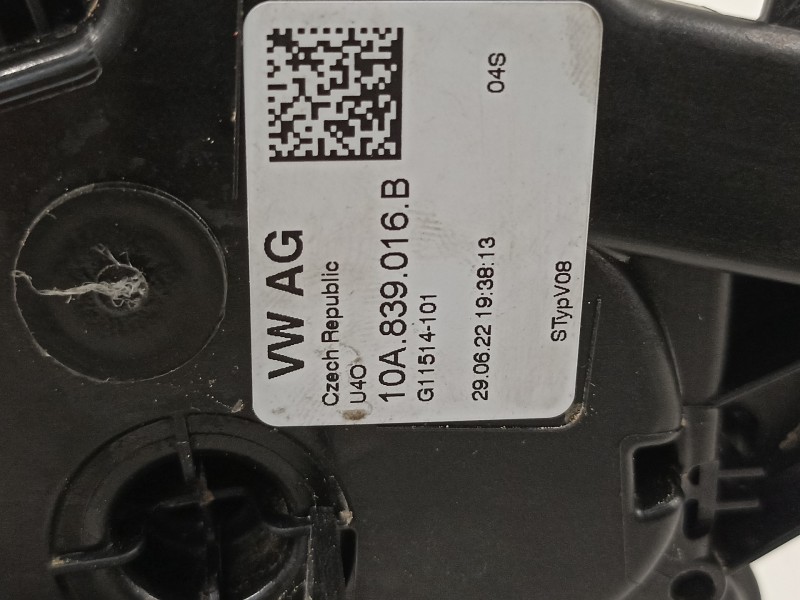 VW AG
Czech Republic
U4O
10A.839.016.B
G11514-101
29.06.22 19:38:13
04S
STypV08